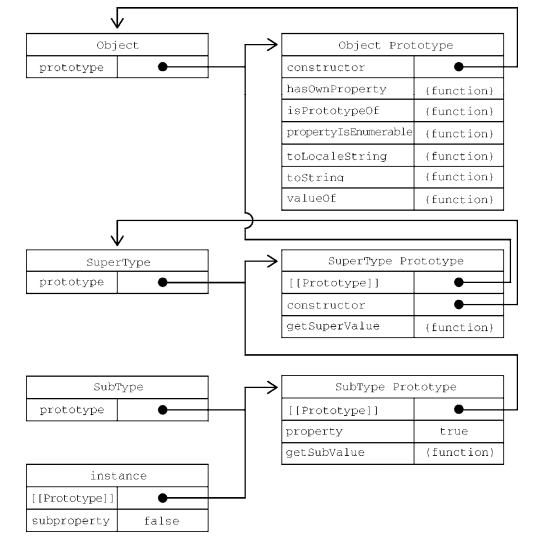 Object
prototype
Object Prototype
constructor
hasOwnProperty (function)
isPrototypeOf (function)
propertyIsEnumerable (function)
toLocaleString (function)
toString (function)
valueOf (function)
SuperType
prototype
SuperType Prototype
[[Prototype]]
constructor
getSuperValue (function)
SubType
prototype
SubType Prototype
[[Prototype]]
property true
getSubValue (function)
instance
[[Prototype]]
subproperty false